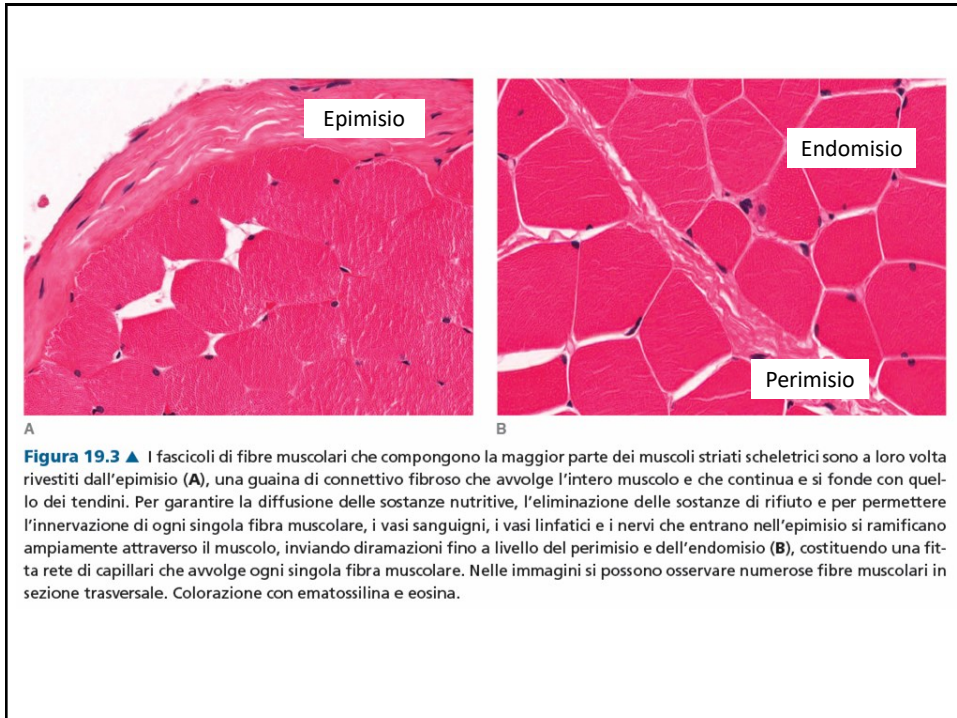 Epimisio
Endomisio
Perimisio
A
B
Figura 19.3 ▲ I fascicoli di fibre muscolari che compongono la maggior parte dei muscoli striati scheletrici sono a loro volta
rivestiti dall'epimisio (A), una guaina di connettivo fibroso che avvolge l'intero muscolo e che continua e si fonde con quel-
lo dei tendini. Per garantire la diffusione delle sostanze nutritive, l'eliminazione delle sostanze di rifiuto e per permettere
l'innervazione di ogni singola fibra muscolare, i vasi sanguigni, i vasi linfatici e i nervi che entrano nell'epimisio si ramificano
ampiamente attraverso il muscolo, inviando diramazioni fino a livello del perimisio e dell'endomisio (B), costituendo una fit-
ta rete di capillari che avvolge ogni singola fibra muscolare. Nelle immagini si possono osservare numerose fibre muscolari in
sezione trasversale. Colorazione con ematossilina e eosina.